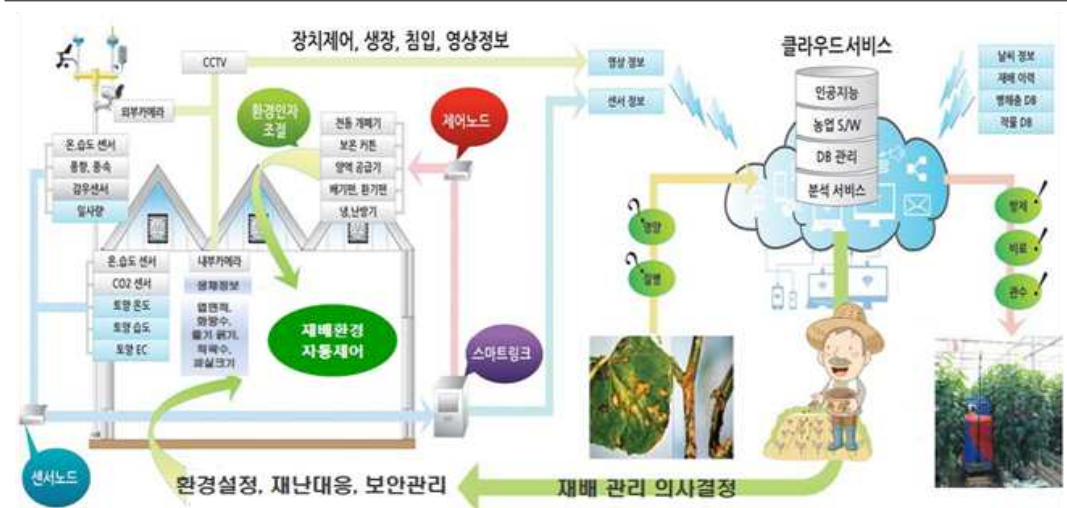 장치제어, 생장, 침입, 영상정보
클라우드서비스
CCTV
외부카메라
환경인자
조절
전동 개폐기
보온 커튼
양액 공급기
배기팬, 환기팬
냉,난방기
제어노드
영상 정보
센서 정보
인공지능
농업 S/W
DB 관리
분석 서비스
날씨 정보
재배 이력
병해충 DB
작물 DB
온.습도 센서
풍향, 풍속
감우센서
일사량
온.습도 센서
CO2 센서
토양 온도
토양 습도
토양 EC
내부카메라
생체정보
엽면적,
화방수,
줄기 굵기,
착과수,
과실크기
재배환경
자동제어
스마트링크
센서노드
영양
질병
방제
비료
관수
환경설정, 재난대응, 보안관리
재배 관리 의사결정